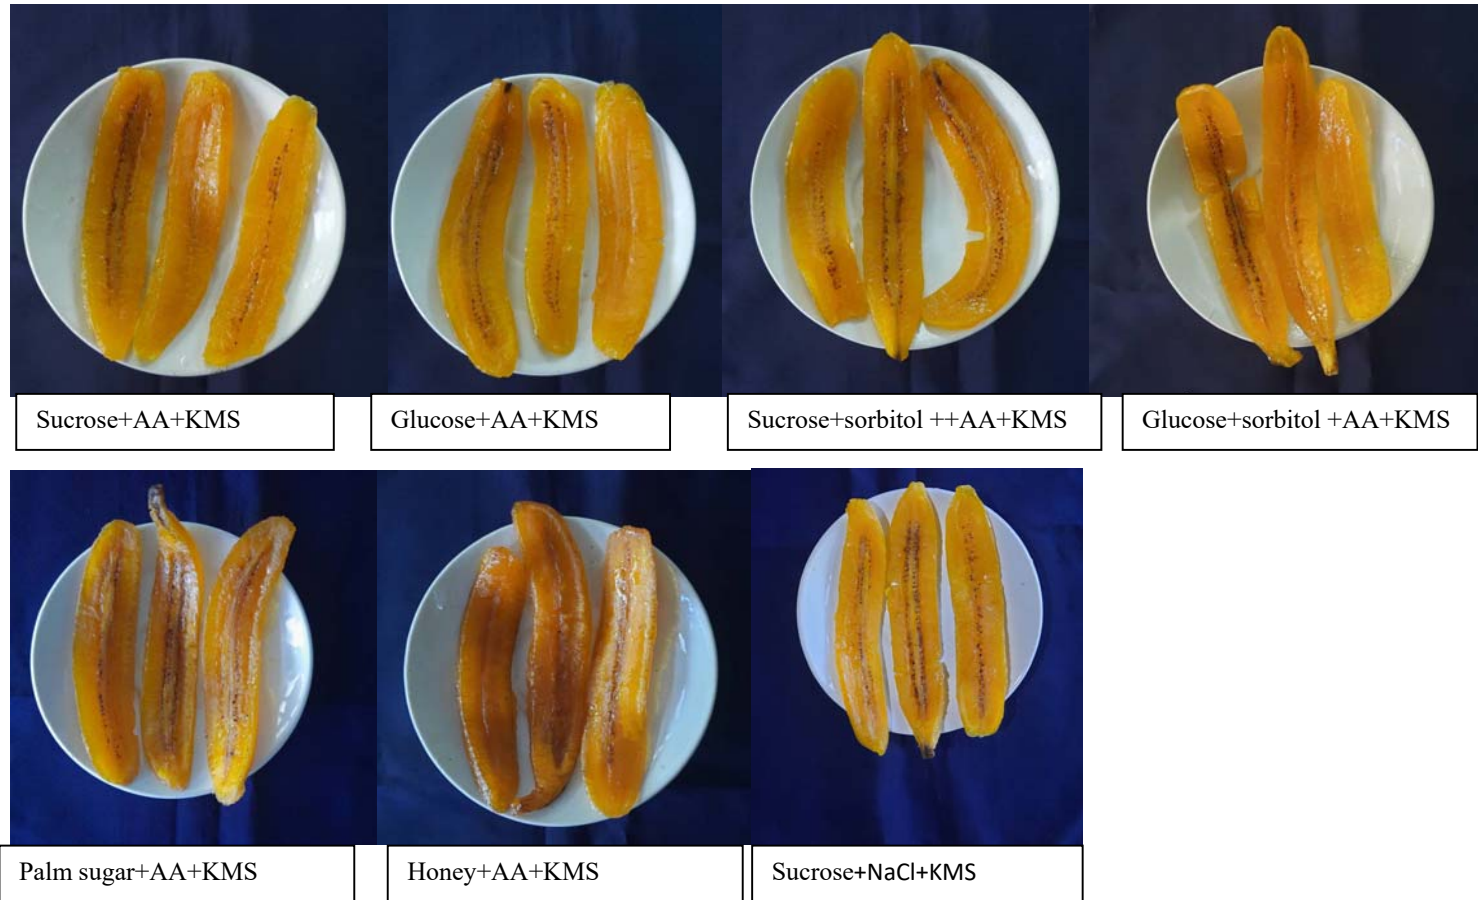 Sucrose+AA+KMS
Glucose+AA+KMS
Sucrose+sorbitol ++AA+KMS
Glucose+sorbitol +AA+KMS
Palm sugar+AA+KMS
Honey+AA+KMS
Sucrose+NaCl+KMS